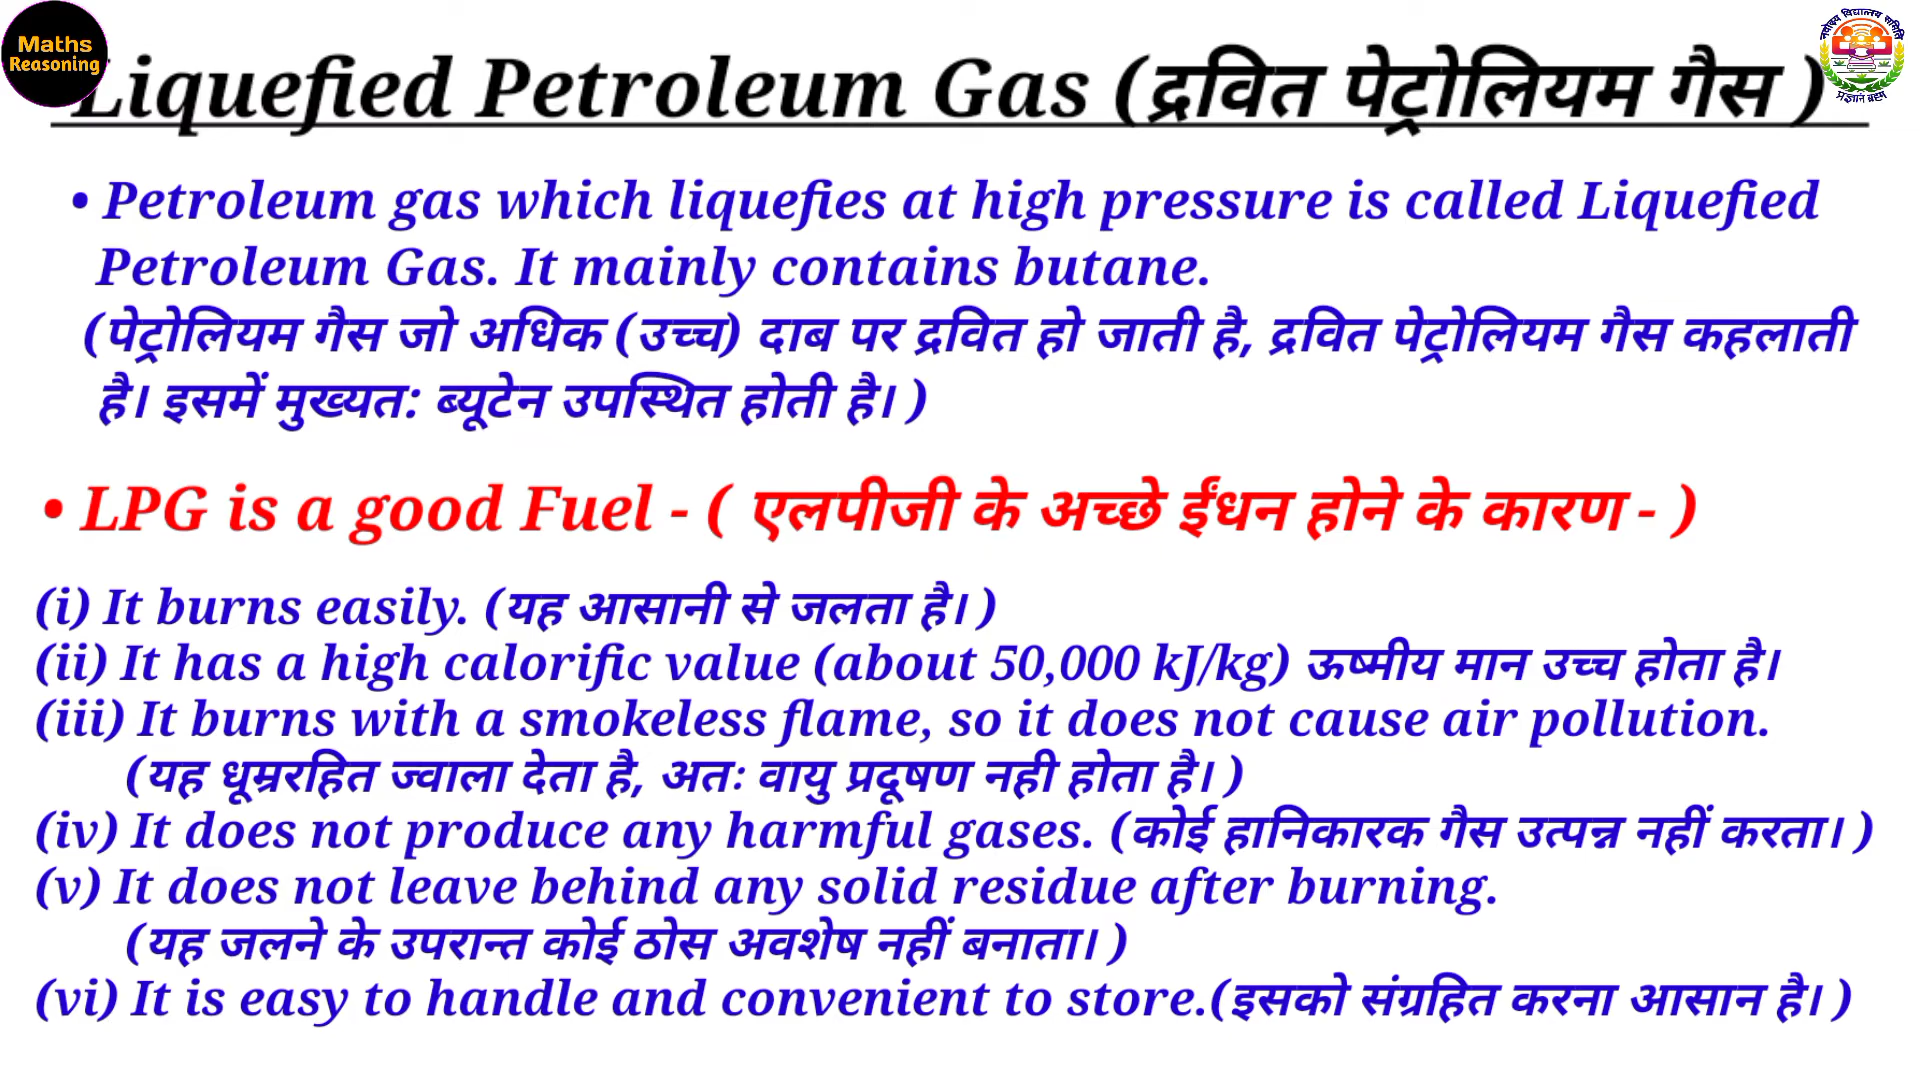 Maths
Reasoning
Liquefied Petroleum Gas (द्रवित पेट्रोलियम गैस )
नवोदय विद्यालय समिति
प्रज्ञानं ब्रह्म
• Petroleum gas which liquefies at high pressure is called Liquefied
Petroleum Gas. It mainly contains butane.
(पेट्रोलियम गैस जो अधिक (उच्च) दाब पर द्रवित हो जाती है, द्रवित पेट्रोलियम गैस कहलाती
है। इसमें मुख्यत: ब्यूटेन उपस्थित होती है। )
• LPG is a good Fuel - ( एलपीजी के अच्छे ईंधन होने के कारण - )
(i) It burns easily. (यह आसानी से जलता है। )
(ii) It has a high calorific value (about 50,000 kJ/kg) ऊष्मीय मान उच्च होता है।
(iii) It burns with a smokeless flame, so it does not cause air pollution.
(यह धूम्ररहित ज्वाला देता है, अतः वायु प्रदूषण नही होता है। )
(iv) It does not produce any harmful gases. (कोई हानिकारक गैस उत्पन्न नहीं करता। )
(v) It does not leave behind any solid residue after burning.
(यह जलने के उपरान्त कोई ठोस अवशेष नहीं बनाता। )
(vi) It is easy to handle and convenient to store.(इसको संग्रहित करना आसान है। )